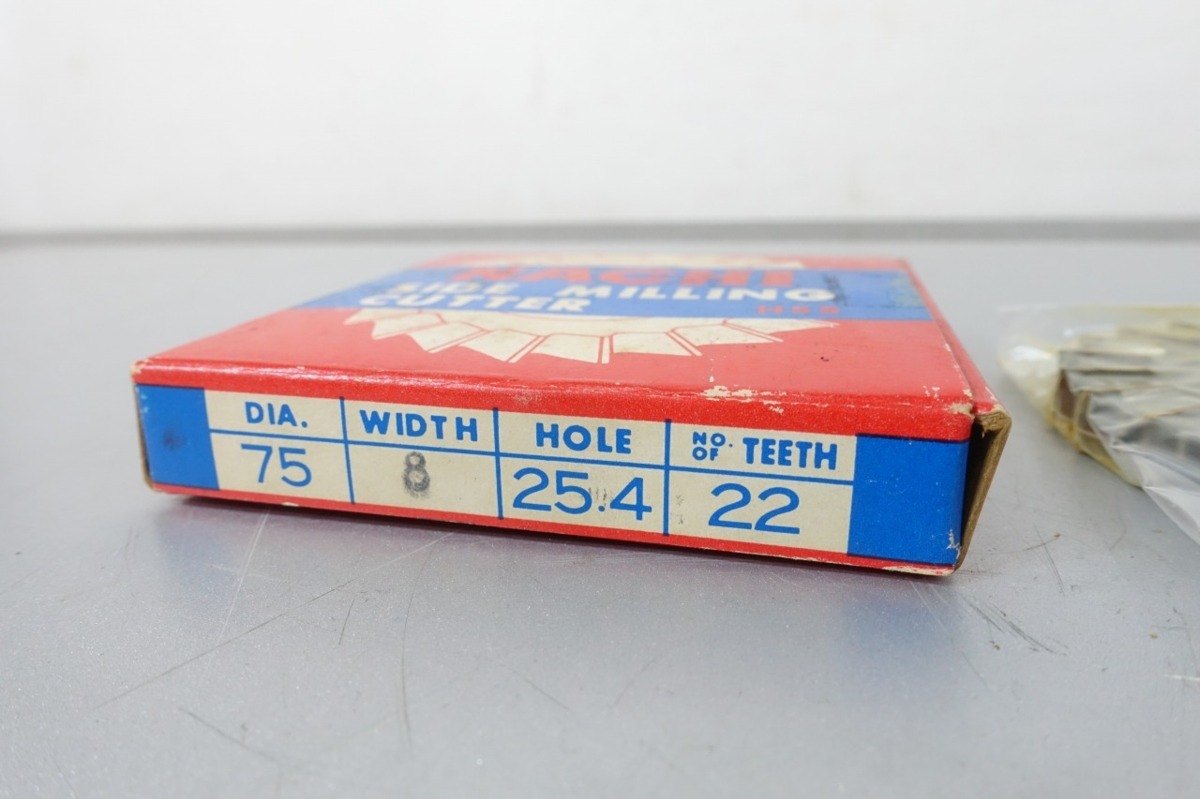 NACHI
SIDE MILLING
CUTTER HSS
DIA. WIDTH HOLE NO. OF TEETH
75 8 25.4 22